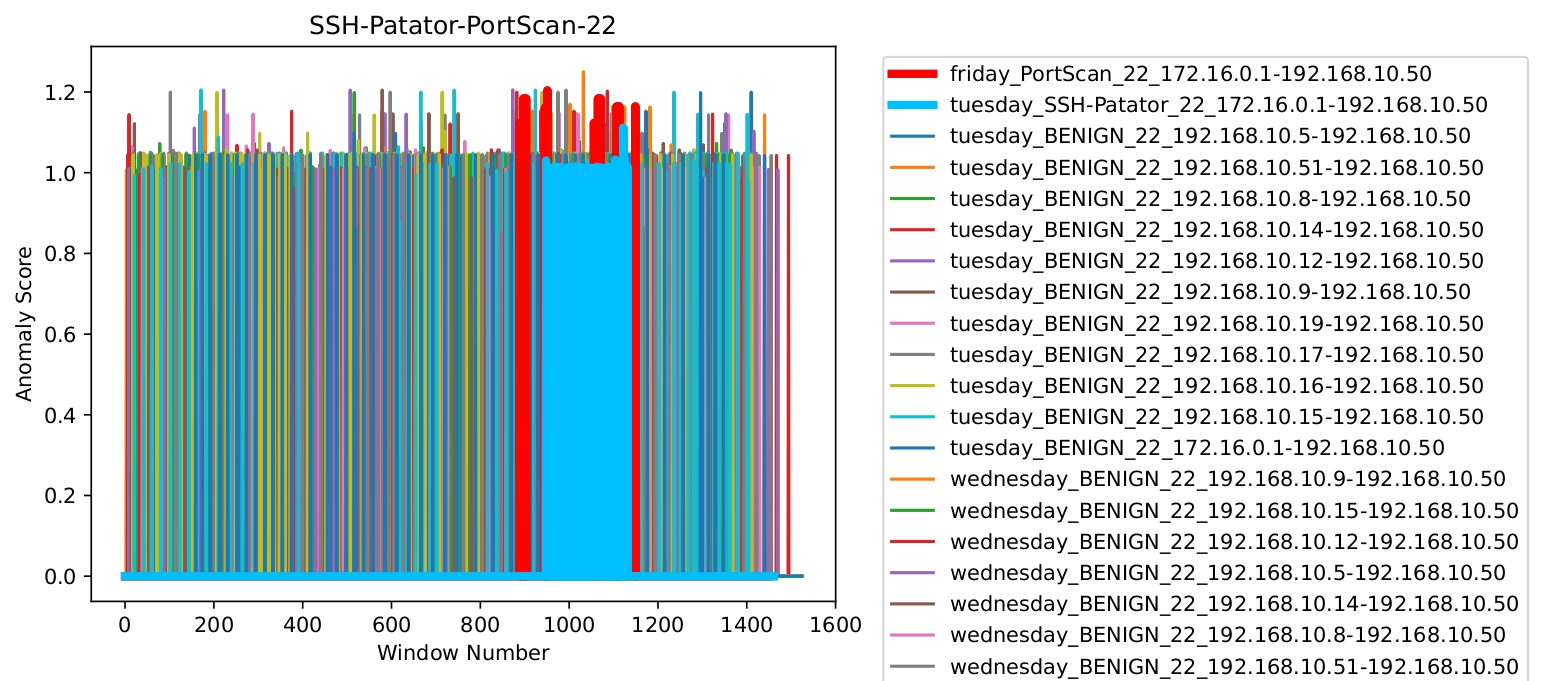 SSH-Patator-PortScan-22
Anomaly Score
1.2
1.0
0.8
0.6
0.4
0.2
0.0
0 200 400 600 800 1000 1200 1400 1600
Window Number
friday_PortScan_22_172.16.0.1-192.168.10.50
tuesday_SSH-Patator_22_172.16.0.1-192.168.10.50
tuesday_BENIGN_22_192.168.10.5-192.168.10.50
tuesday_BENIGN_22_192.168.10.51-192.168.10.50
tuesday_BENIGN_22_192.168.10.8-192.168.10.50
tuesday_BENIGN_22_192.168.10.14-192.168.10.50
tuesday_BENIGN_22_192.168.10.12-192.168.10.50
tuesday_BENIGN_22_192.168.10.9-192.168.10.50
tuesday_BENIGN_22_192.168.10.19-192.168.10.50
tuesday_BENIGN_22_192.168.10.17-192.168.10.50
tuesday_BENIGN_22_192.168.10.16-192.168.10.50
tuesday_BENIGN_22_192.168.10.15-192.168.10.50
tuesday_BENIGN_22_172.16.0.1-192.168.10.50
wednesday_BENIGN_22_192.168.10.9-192.168.10.50
wednesday_BENIGN_22_192.168.10.15-192.168.10.50
wednesday_BENIGN_22_192.168.10.12-192.168.10.50
wednesday_BENIGN_22_192.168.10.5-192.168.10.50
wednesday_BENIGN_22_192.168.10.14-192.168.10.50
wednesday_BENIGN_22_192.168.10.8-192.168.10.50
wednesday_BENIGN_22_192.168.10.51-192.168.10.50